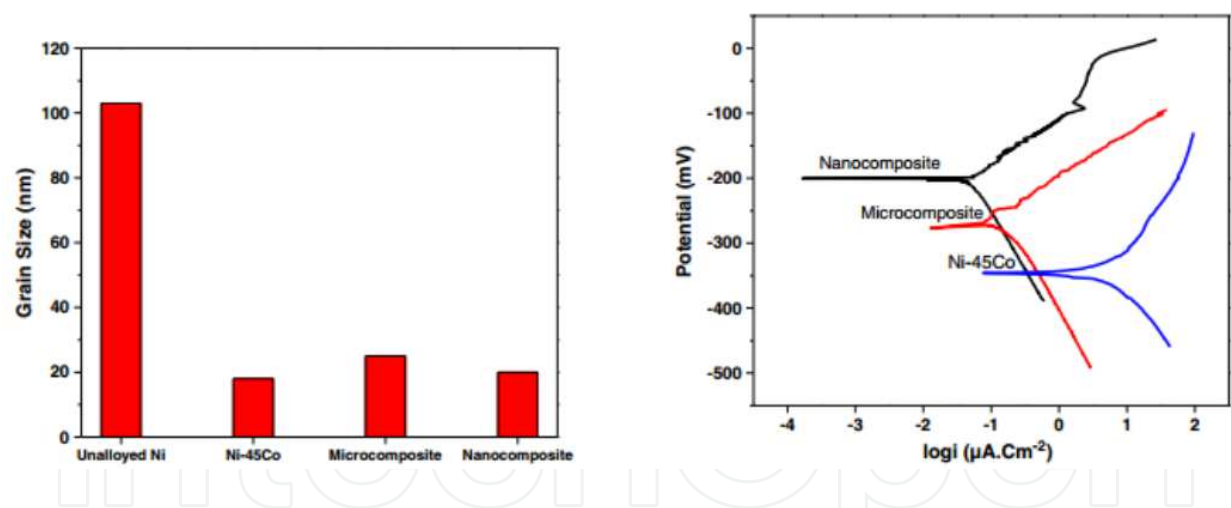 120
100
80
60
40
20
0
Grain Size (nm)
Unalloyed Ni
Ni-45Co
Microcomposite
Nanocomposite
0
-100
-200
-300
-400
-500
Potential (mV)
Nanocomposite
Microcomposite
Ni-45Co
-4
-3
-2
-1
0
1
2
logi (µA.Cm⁻²)